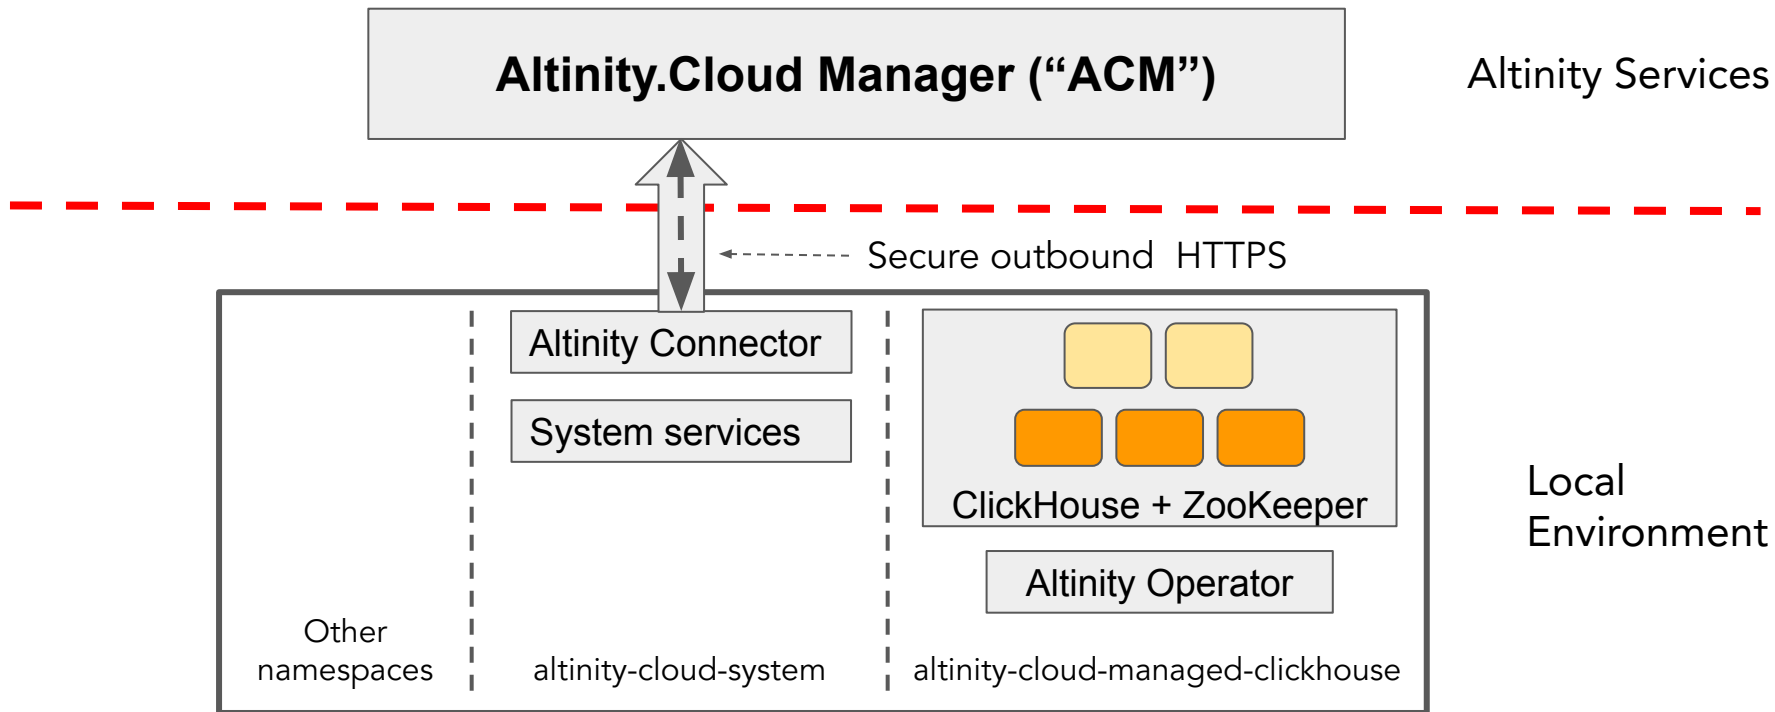 Altinity.Cloud Manager (“ACM”)
Altinity Services
Secure outbound  HTTPS
Altinity Connector
System services
ClickHouse + ZooKeeper
Altinity Operator
Local
Environment
Other
namespaces
altinity-cloud-system
altinity-cloud-managed-clickhouse